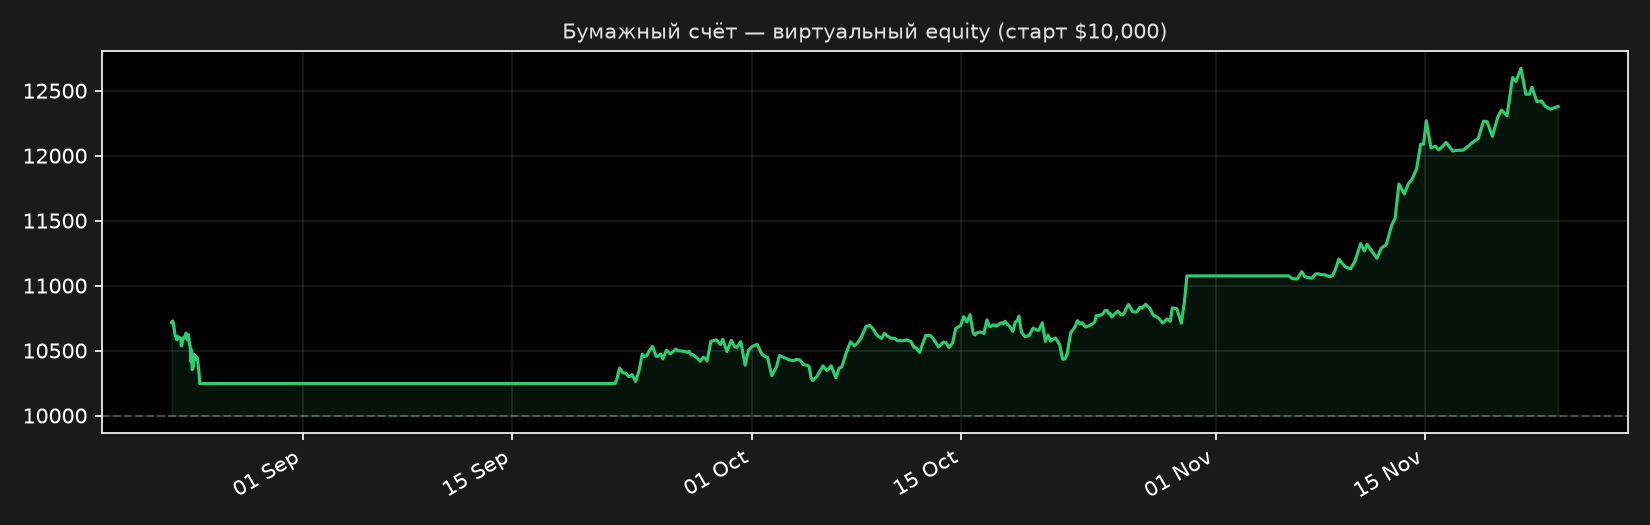 Бумажный счёт — виртуальный equity (старт $10,000)
12500
12000
11500
11000
10500
10000
01 Sep
15 Sep
01 Oct
15 Oct
01 Nov
15 Nov